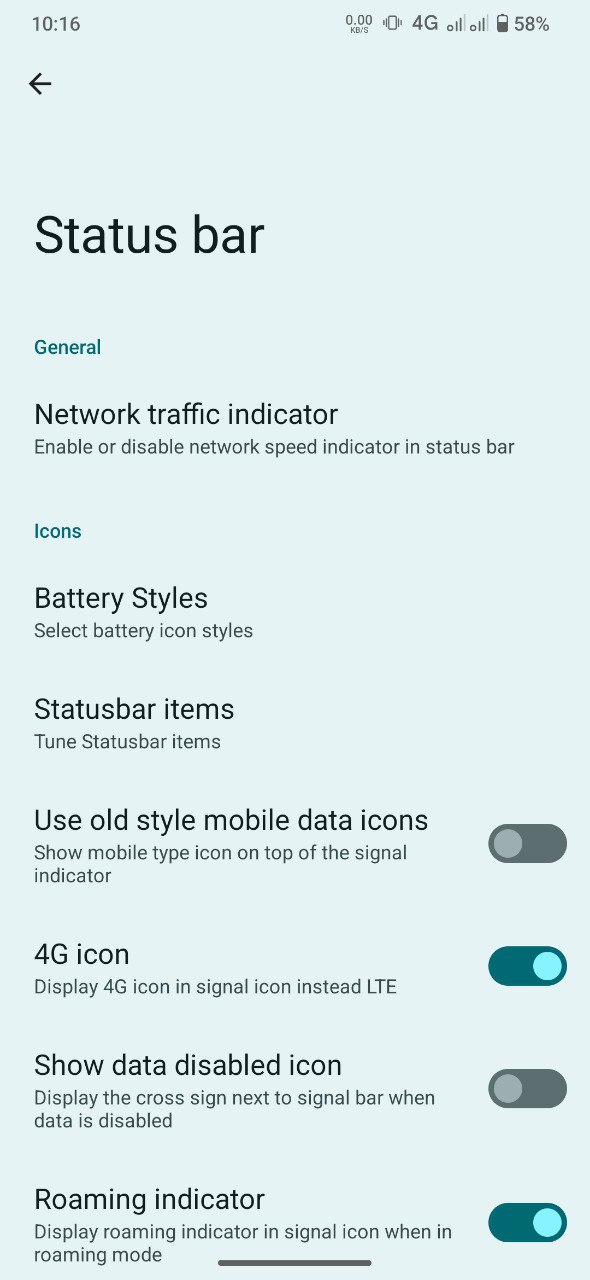 10:16 0.00 KB/S 4G 58%
Status bar
General
Network traffic indicator
Enable or disable network speed indicator in status bar
Icons
Battery Styles
Select battery icon styles
Statusbar items
Tune Statusbar items
Use old style mobile data icons
Show mobile type icon on top of the signal
indicator
4G icon
Display 4G icon in signal icon instead LTE
Show data disabled icon
Display the cross sign next to signal bar when
data is disabled
Roaming indicator
Display roaming indicator in signal icon when in
roaming mode